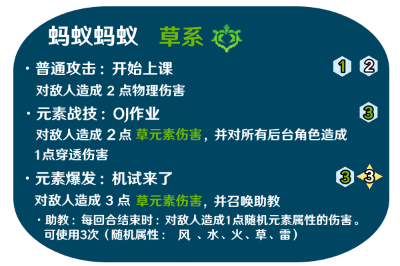 蚂蚁蚂蚁 草系
· 普通攻击：开始上课 1 2
对敌人造成 2 点物理伤害
· 元素战技：OJ作业 3
对敌人造成 2 点 草元素伤害，并对所有后台角色造成
1点穿透伤害
· 元素爆发：机试来了 3 3
对敌人造成 3 点 草元素伤害，并召唤助教
· 助教：每回合结束时：对敌人造成1点随机元素属性的伤害。
可使用3次（随机属性： 风 、水、火、草、雷）